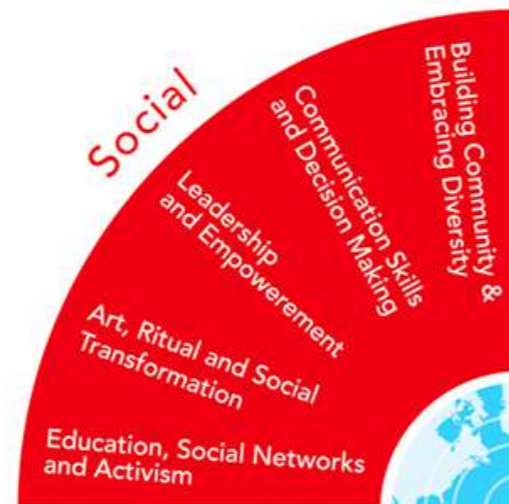 Social
Building Community &
Embracing Diversity
Communication Skills
and Decision Making
Leadership
and Empowerement
Art, Ritual and Social
Transformation
Education, Social Networks
and Activism